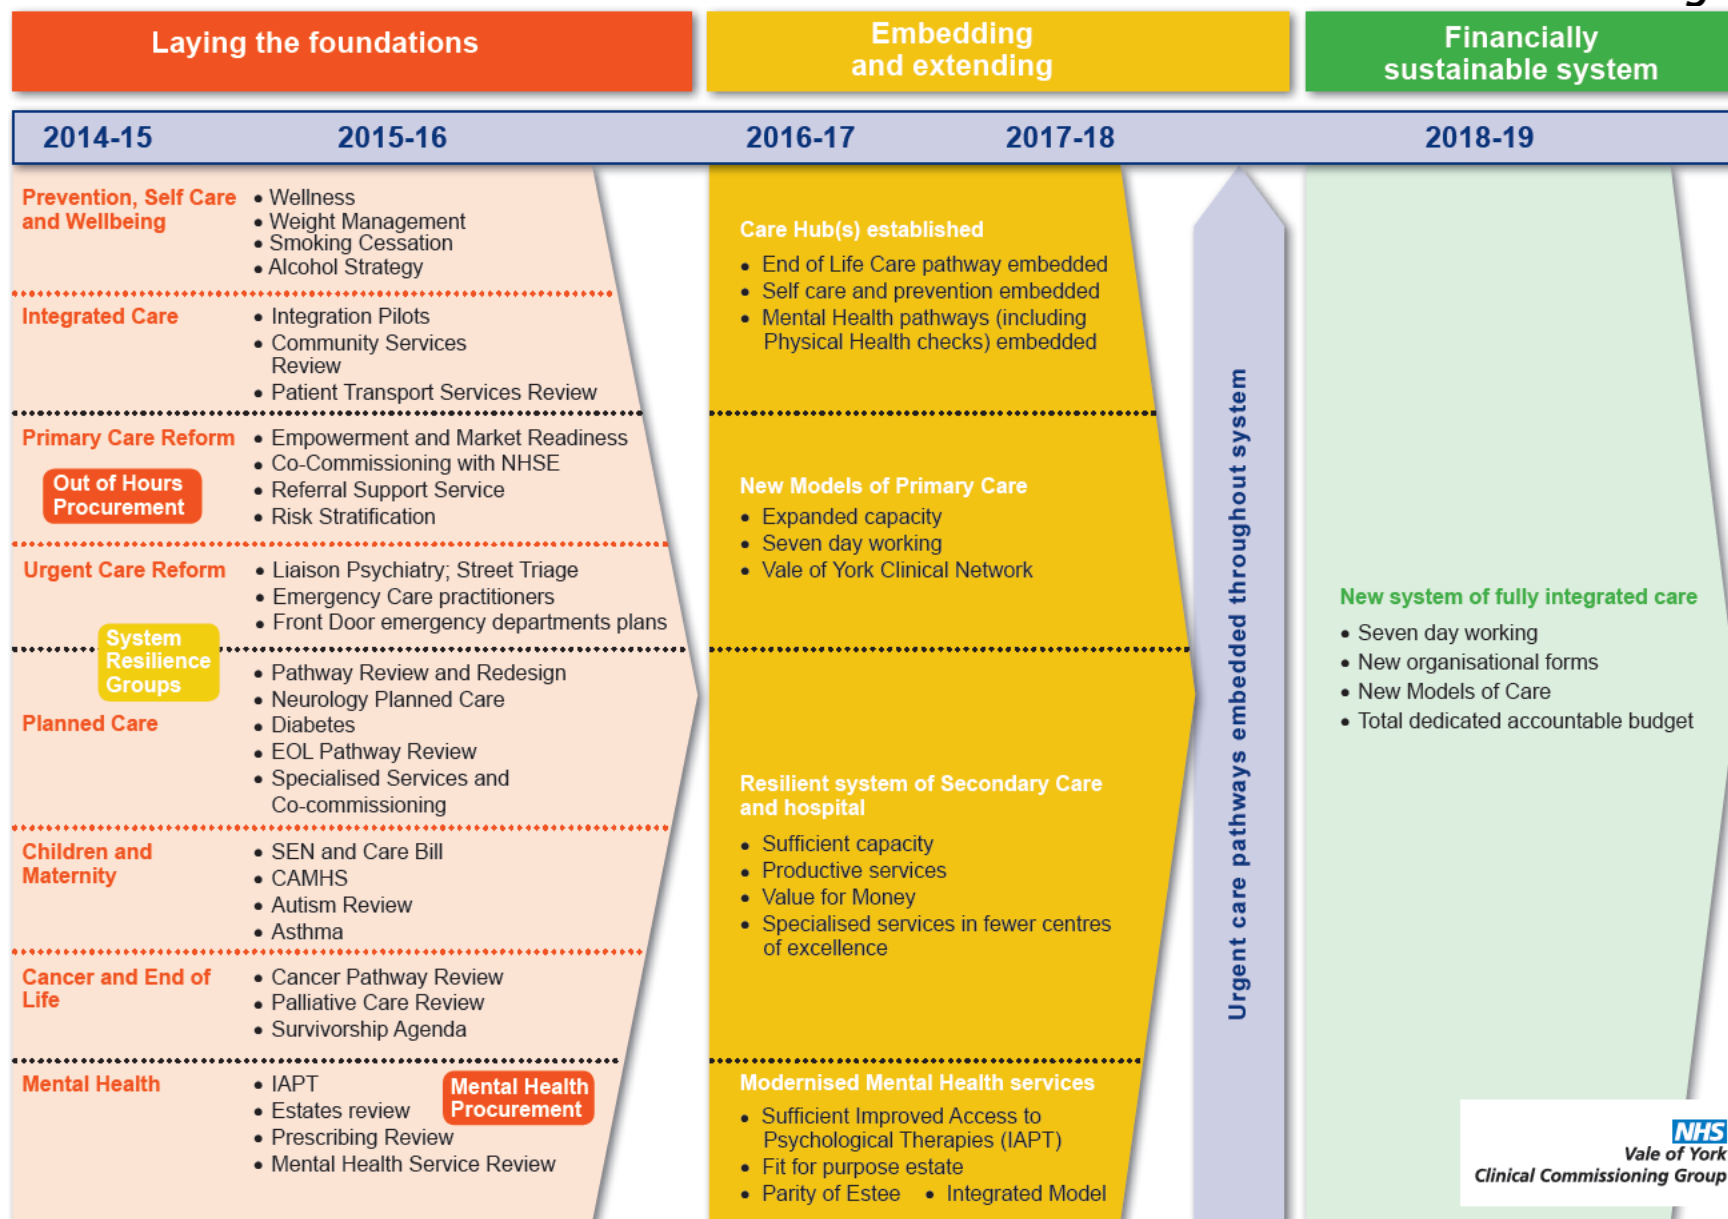 Laying the foundations
Embedding
and extending
Financially
sustainable system
2014-15
2015-16
2016-17
2017-18
2018-19
Prevention, Self Care
and Wellbeing
• Wellness
• Weight Management
• Smoking Cessation
• Alcohol Strategy
Integrated Care
• Integration Pilots
• Community Services
Review
• Patient Transport Services Review
Primary Care Reform
Out of Hours
Procurement
• Empowerment and Market Readiness
• Co-Commissioning with NHSE
• Referral Support Service
• Risk Stratification
Urgent Care Reform
• Liaison Psychiatry; Street Triage
• Emergency Care practitioners
• Front Door emergency departments plans
System
Resilience
Groups
Planned Care
• Pathway Review and Redesign
• Neurology Planned Care
• Diabetes
• EOL Pathway Review
• Specialised Services and
Co-commissioning
Children and
Maternity
• SEN and Care Bill
• CAMHS
• Autism Review
• Asthma
Cancer and End of
Life
• Cancer Pathway Review
• Palliative Care Review
• Survivorship Agenda
Mental Health
• IAPT
• Estates review
• Prescribing Review
• Mental Health Service Review
Mental Health
Procurement
Care Hub(s) established
• End of Life Care pathway embedded
• Self care and prevention embedded
• Mental Health pathways (including
Physical Health checks) embedded
New Models of Primary Care
• Expanded capacity
• Seven day working
• Vale of York Clinical Network
Resilient system of Secondary Care
and hospital
• Sufficient capacity
• Productive services
• Value for Money
• Specialised services in fewer centres
of excellence
Modernised Mental Health services
• Sufficient Improved Access to
Psychological Therapies (IAPT)
• Fit for purpose estate
• Parity of Estee • Integrated Model
Urgent care pathways embedded throughout system
New system of fully integrated care
• Seven day working
• New organisational forms
• New Models of Care
• Total dedicated accountable budget
NHS
Vale of York
Clinical Commissioning Group